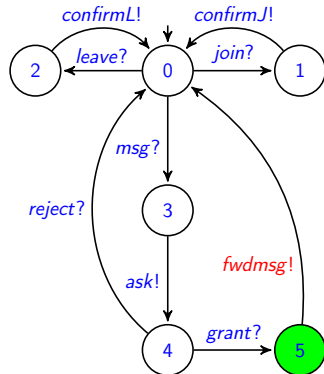 confirmL! confirmJ!
2 leave? 0 join? 1
msg?
3
reject?
fwdmsg!
ask!
4 grant? 5